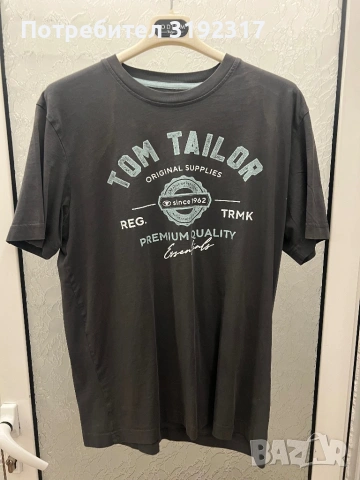 Потребител 3192317
TOM TAILOR
ORIGINAL SUPPLIES
since 1962
REG. TRMK
PREMIUM QUALITY
Essentials
BAZAR